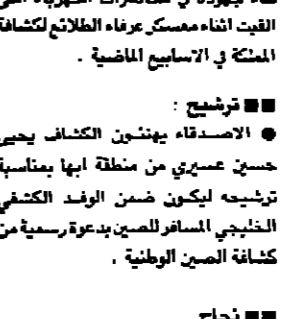 القيت اثناء معسكر عرفاء الطلائع لكشافة
المملكة في الاسابيع الماضية .
■■ ترشيح :
● الاصدقاء يهنئون الكشاف يحيى
حسين عسيري من منطقة ابها بمناسبة
ترشيحه ليكون ضمن الوفد الكشفي
الخليجي المسافر للصين بدعوة رسمية من
كشافة الصين الوطنية .
■■ نجاح